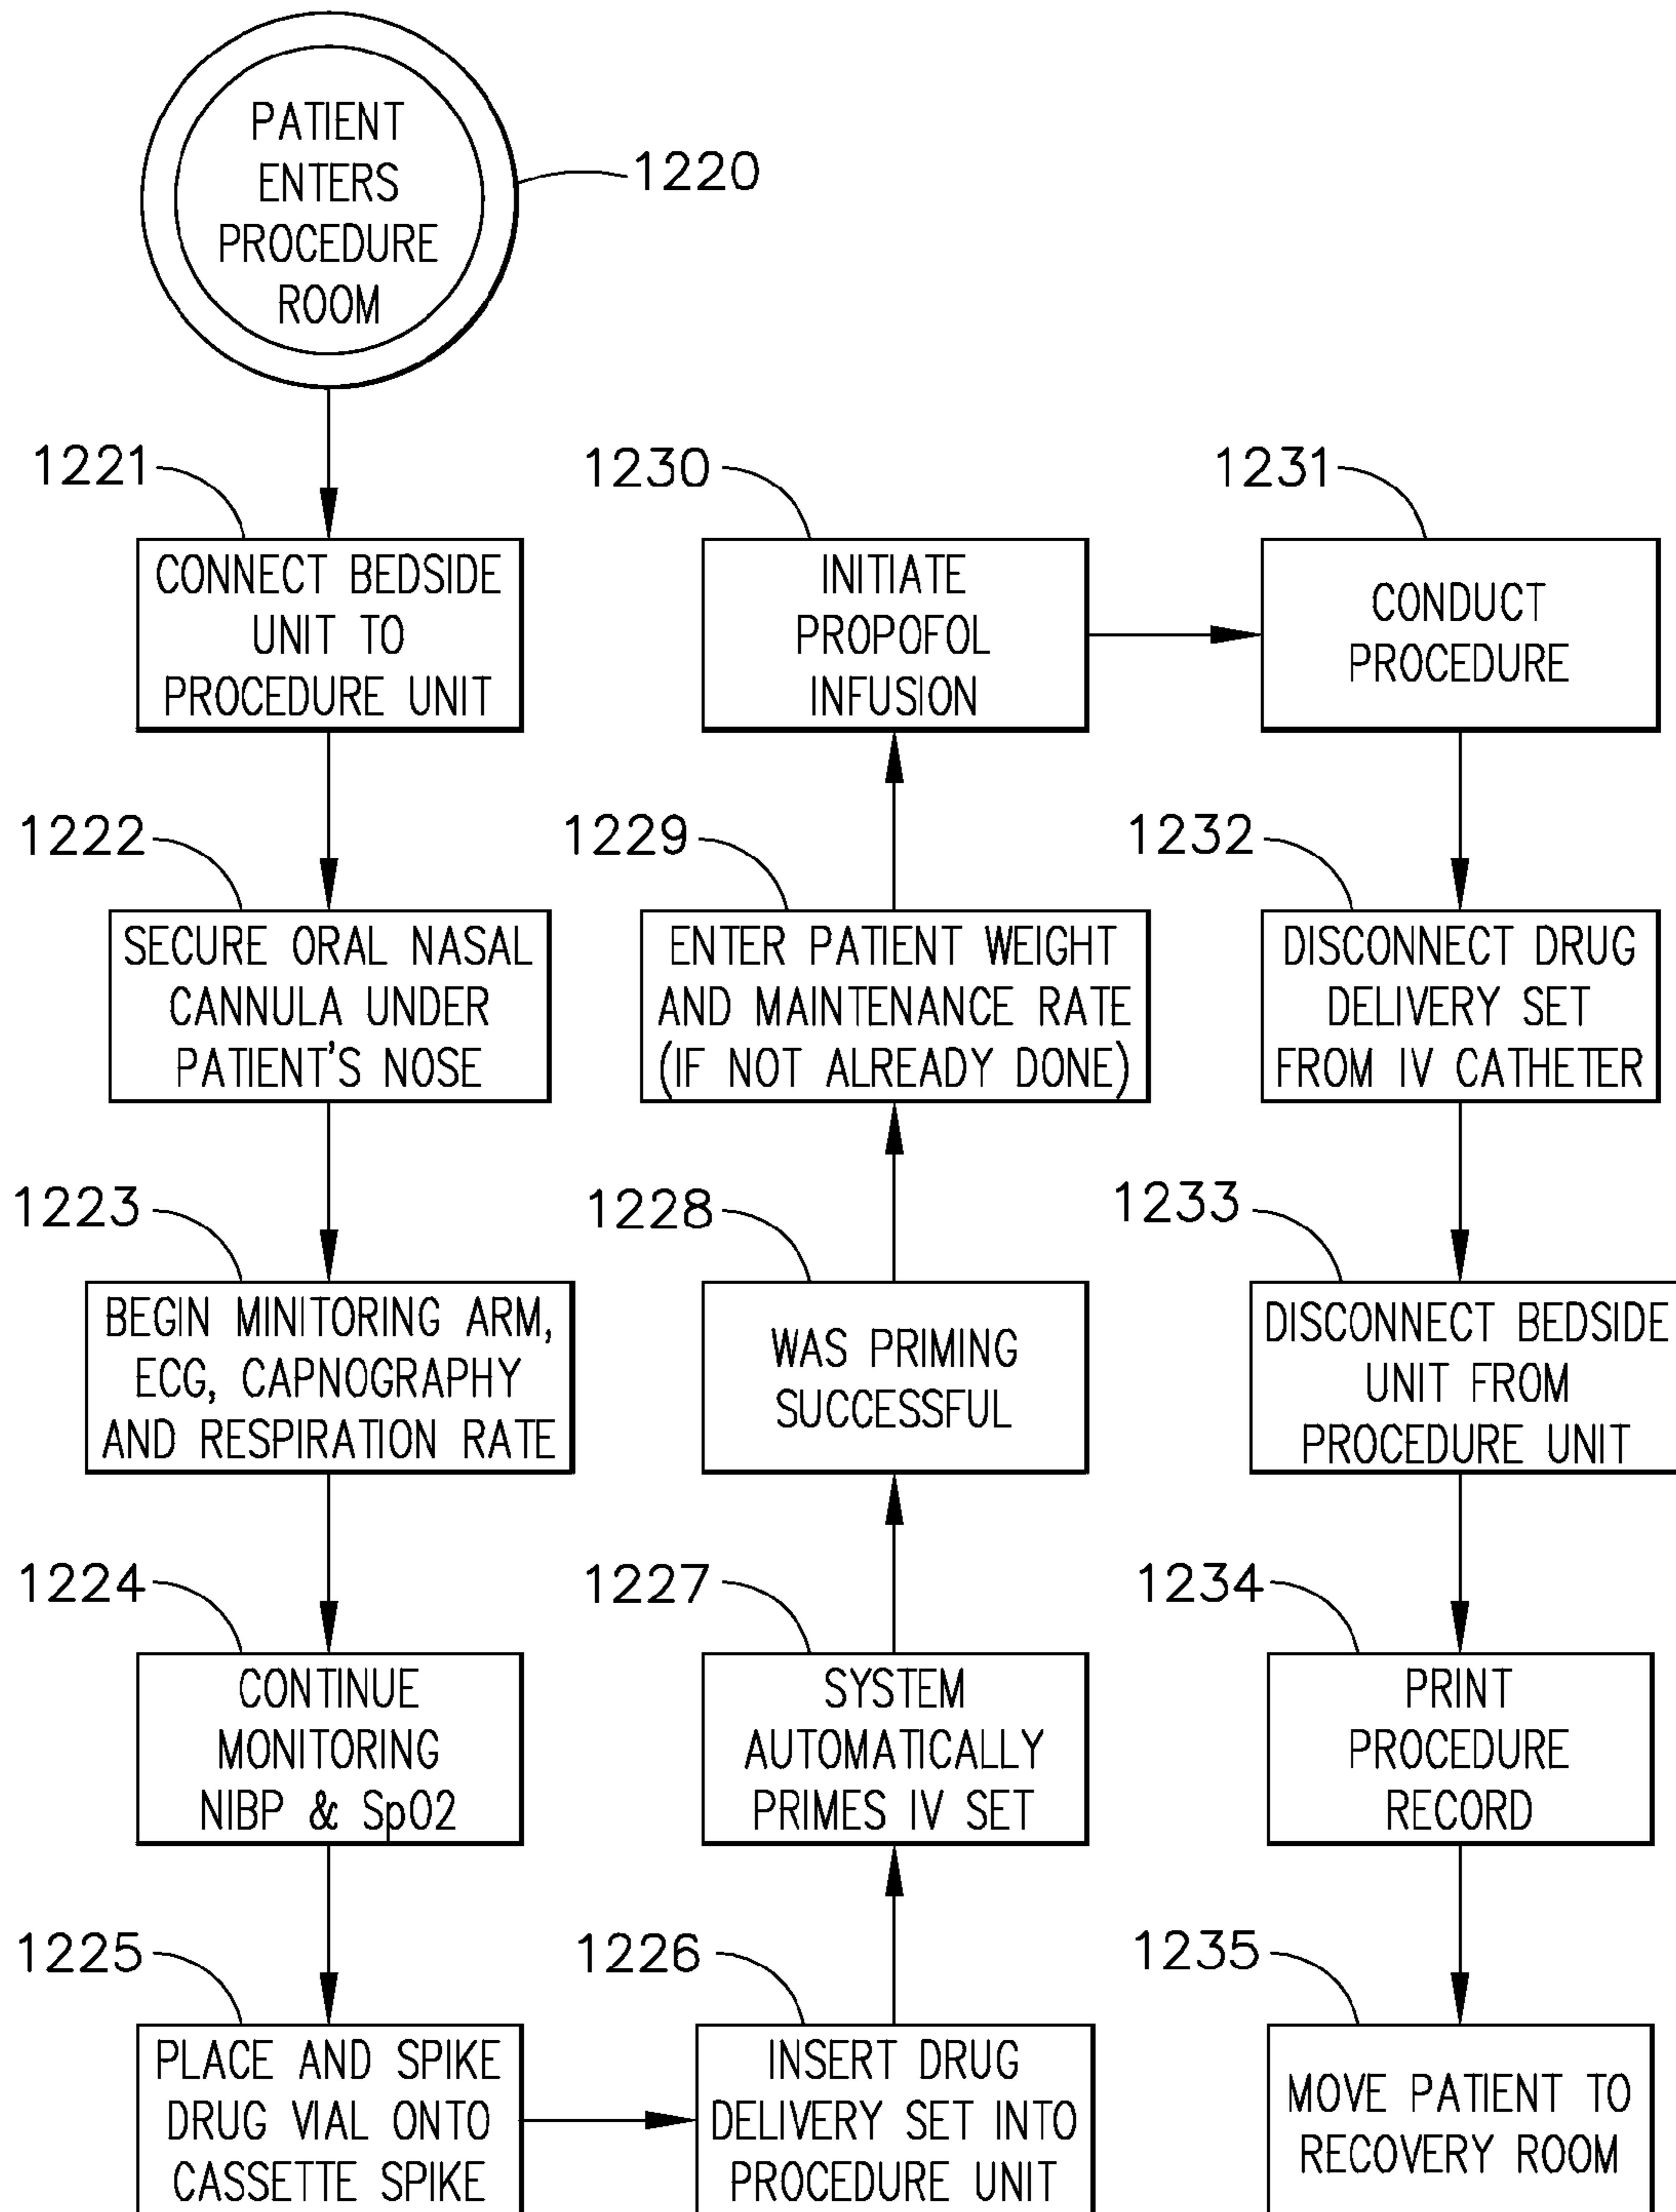 PATIENT
ENTERS
PROCEDURE
ROOM
1220
1221
CONNECT BEDSIDE
UNIT TO
PROCEDURE UNIT
1222
SECURE ORAL NASAL
CANNULA UNDER
PATIENT'S NOSE
1223
BEGIN MINITORING ARM,
ECG, CAPNOGRAPHY
AND RESPIRATION RATE
1224
CONTINUE
MONITORING
NIBP & SpO2
1225
PLACE AND SPIKE
DRUG VIAL ONTO
CASSETTE SPIKE
1226
INSERT DRUG
DELIVERY SET INTO
PROCEDURE UNIT
1227
SYSTEM
AUTOMATICALLY
PRIMES IV SET
1228
WAS PRIMING
SUCCESSFUL
1229
ENTER PATIENT WEIGHT
AND MAINTENANCE RATE
(IF NOT ALREADY DONE)
1230
INITIATE
PROPOFOL
INFUSION
1231
CONDUCT
PROCEDURE
1232
DISCONNECT DRUG
DELIVERY SET
FROM IV CATHETER
1233
DISCONNECT BEDSIDE
UNIT FROM
PROCEDURE UNIT
1234
PRINT
PROCEDURE
RECORD
1235
MOVE PATIENT TO
RECOVERY ROOM